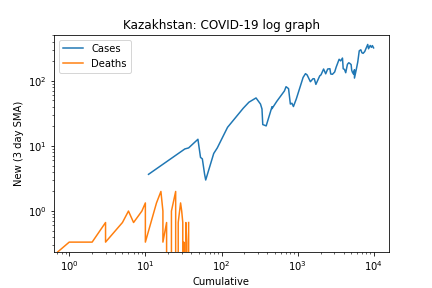 Kazakhstan: COVID-19 log graph
Cases
Deaths
New (3 day SMA)
10²
10¹
10⁰
10⁰ 10¹ 10² 10³ 10⁴
Cumulative